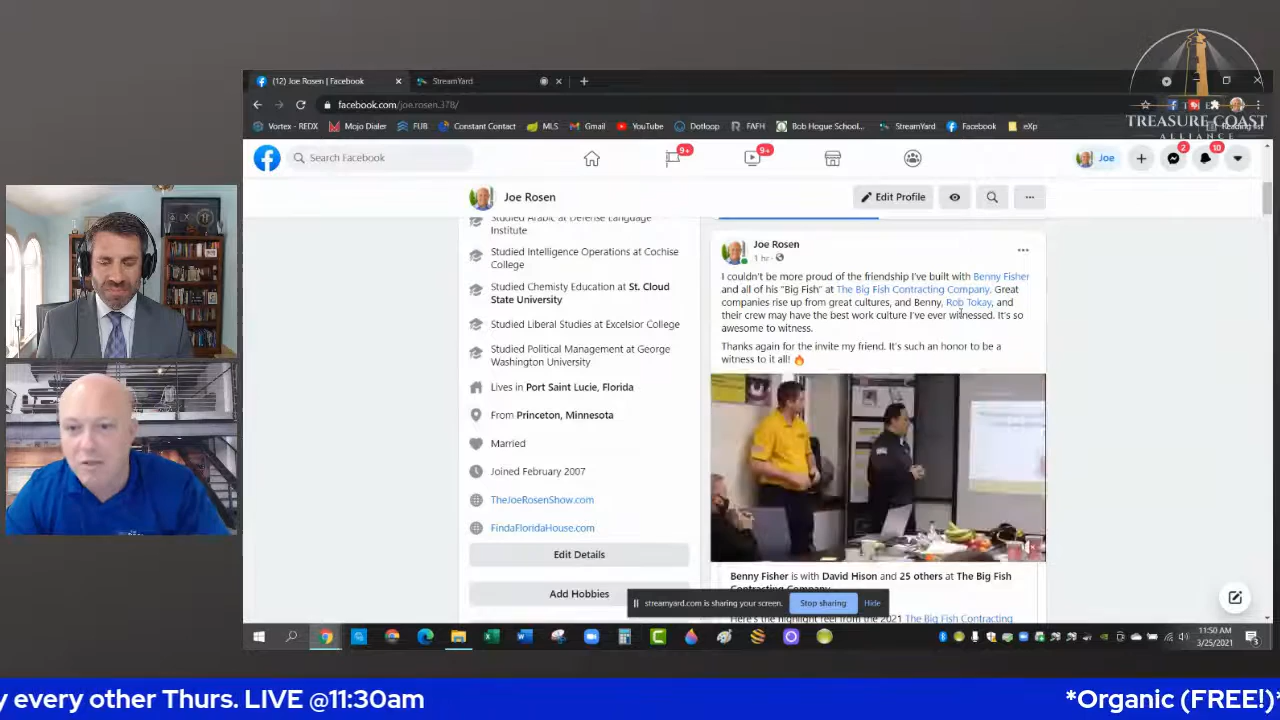 (12) Joe Rosen | Facebook
StreamYard
facebook.com/joe.rosen.378/
Vortex - REDX
Mojo Dialer
FUB
Constant Contact
MLS
Gmail
YouTube
Dotloop
FAFH
Bob Hogue School...
StreamYard
Facebook
eXp
THE
TREASURE COAST
ALLIANCE
Search Facebook
9+
9+
Joe
2
10
Joe Rosen
Edit Profile
Studied Arabic at Defense Language
Institute
Studied Intelligence Operations at Cochise
College
Studied Chemisty Education at St. Cloud
State University
Studied Liberal Studies at Excelsior College
Studied Political Management at George
Washington University
Lives in Port Saint Lucie, Florida
From Princeton, Minnesota
Married
Joined February 2007
TheJoeRosenShow.com
FindaFloridaHouse.com
Edit Details
Add Hobbies
Joe Rosen
1 hr ·
I couldn't be more proud of the friendship I've built with Benny Fisher
and all of his "Big Fish" at The Big Fish Contracting Company. Great
companies rise up from great cultures, and Benny, Rob Tokay, and
their crew may have the best work culture I've ever witnessed. It's so
awesome to witness.
Thanks again for the invite my friend. It's such an honor to be a
witness to it all! 🔥
Benny Fisher is with David Hison and 25 others at The Big Fish
Contracting Company.
Here's the highlight reel from the 2021 The Big Fish Contracting
streamyard.com is sharing your screen.
Stop sharing
Hide
11:50 AM
3/25/2021
y every other Thurs. LIVE @11:30am
*Organic (FREE!)*